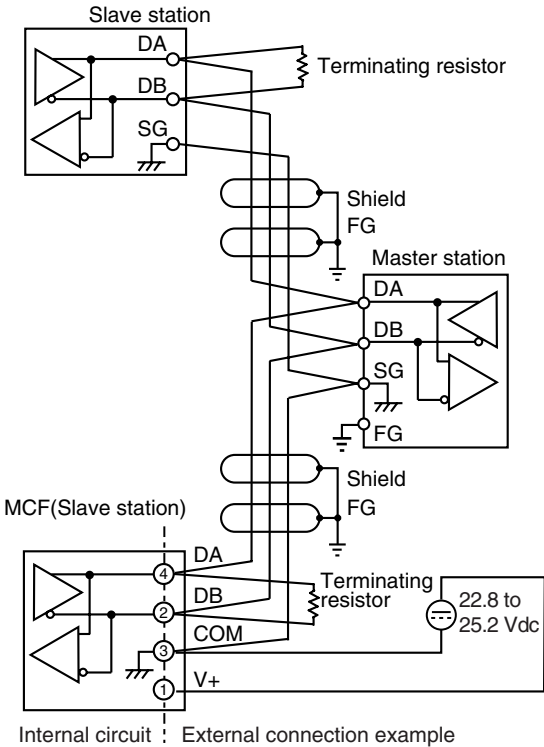 Slave station
DA
Terminating resistor
DB
SG
Shield
FG
Master station
DA
DB
SG
FG
Shield
FG
MCF(Slave station)
DA
4
Terminating
resistor
DB
2
22.8 to
25.2 Vdc
COM
3
V+
1
Internal circuit
External connection example